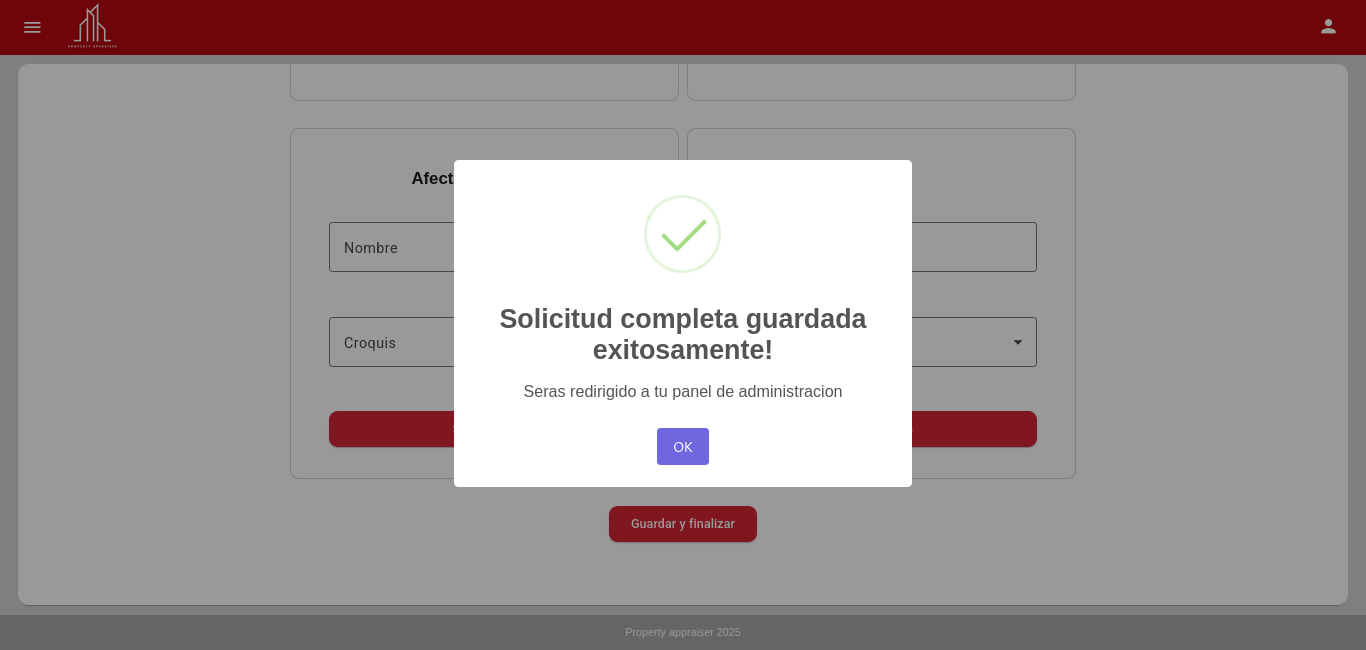 PROPERTY APPRAISER
Afect
Nombre
Croquis
Solicitud completa guardada
exitosamente!
Seras redirigido a tu panel de administracion
OK
Guardar y finalizar
Property appraiser 2025